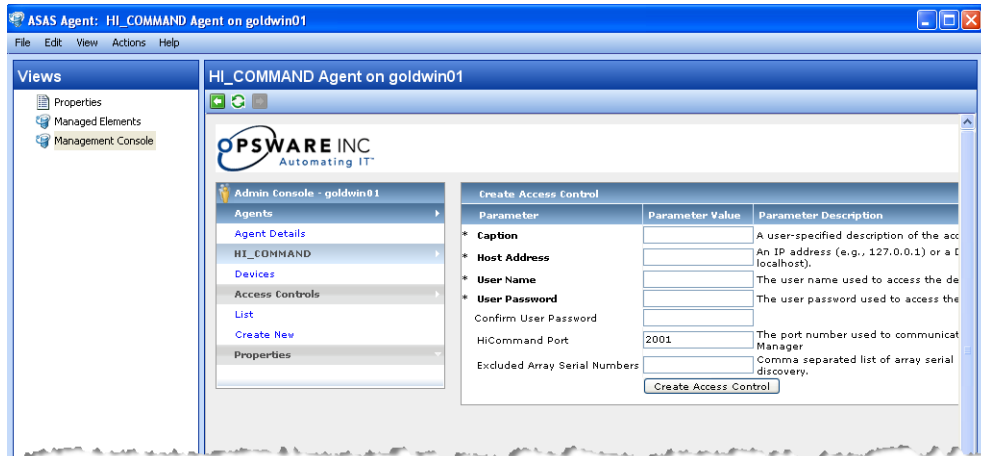 ASAS Agent: HI_COMMAND Agent on goldwin01
File Edit View Actions Help
Views
Properties
Managed Elements
Management Console
HI_COMMAND Agent on goldwin01
OPSWARE INC
Automating IT™
Admin Console - goldwin01
Agents
Agent Details
HI_COMMAND
Devices
Access Controls
List
Create New
Properties
Create Access Control
Parameter Parameter Value Parameter Description
* Caption A user-specified description of the acc
* Host Address An IP address (e.g., 127.0.0.1) or a D
localhost).
* User Name The user name used to access the de
* User Password The user password used to access the
Confirm User Password
HiCommand Port 2001 The port number used to communicat
Manager
Excluded Array Serial Numbers Comma separated list of array serial
discovery.
Create Access Control